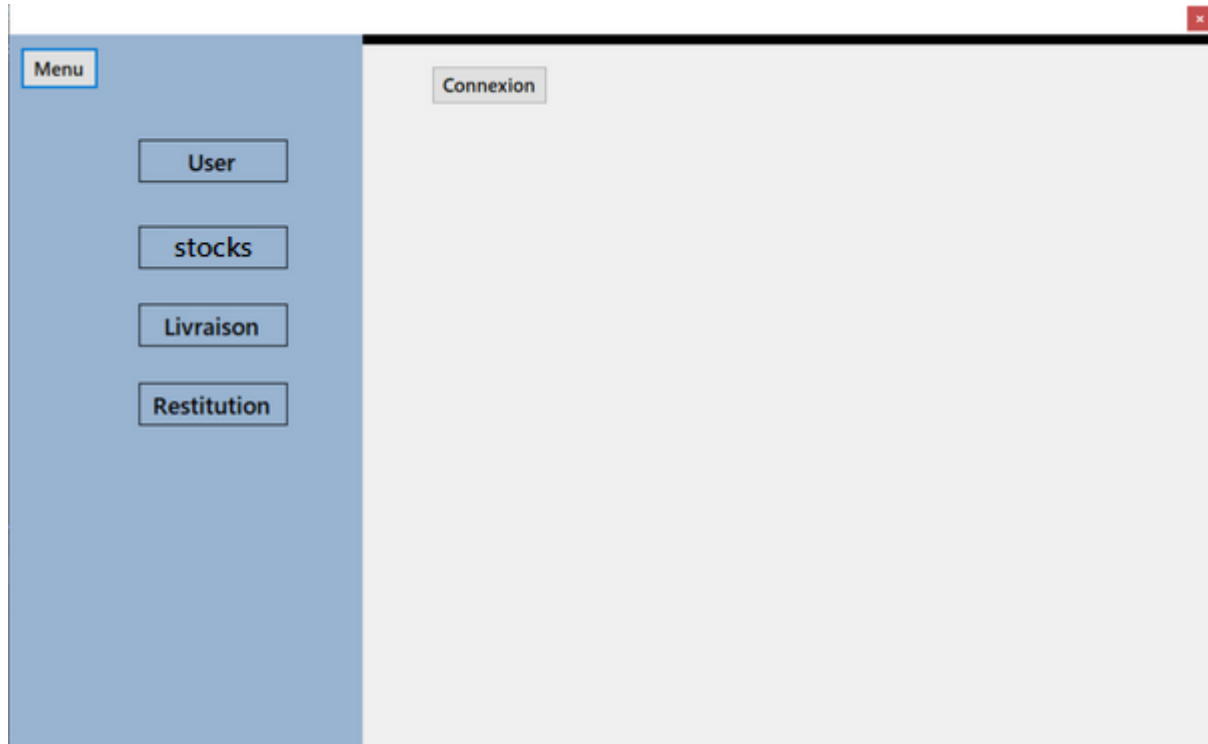 Menu
Connexion
User
stocks
Livraison
Restitution